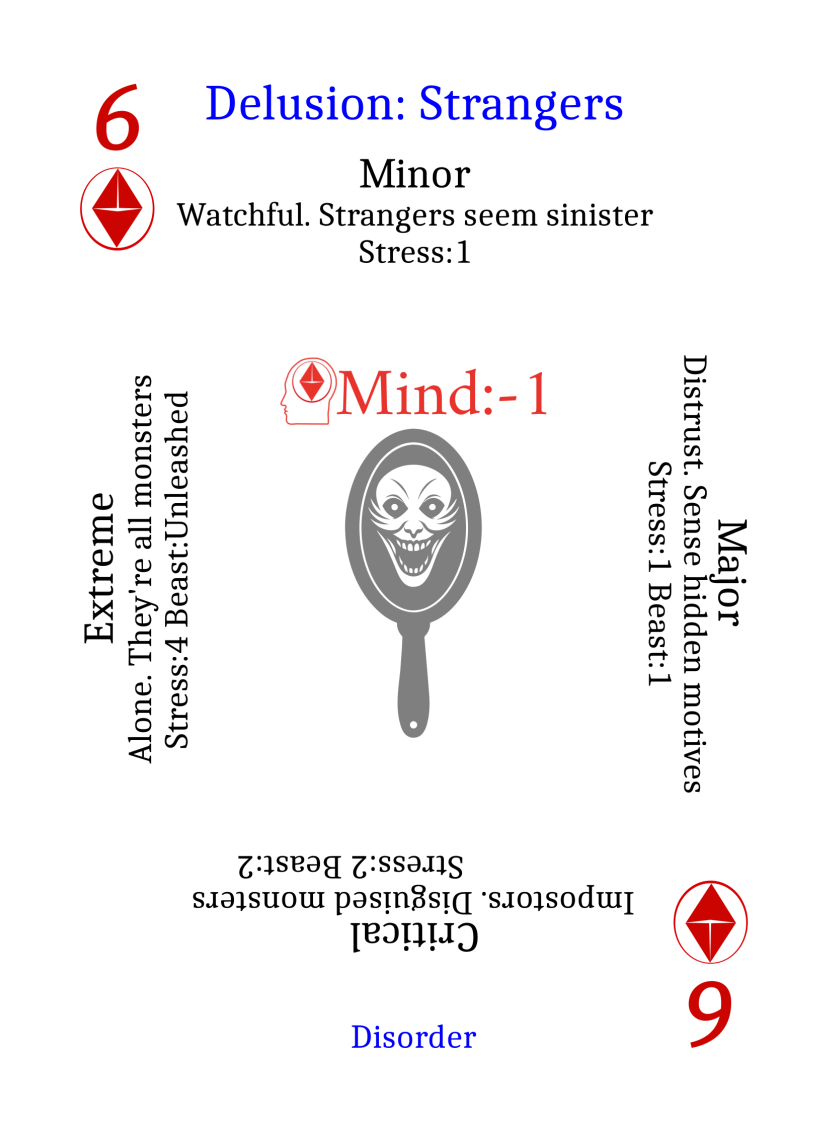 6
Delusion: Strangers
Minor
Watchful. Strangers seem sinister
Stress:1
Mind:-1
Major
Distrust. Sense hidden motives
Stress:1 Beast:1
Critical
Impostors. Disguised monsters
Stress:2 Beast:2
Extreme
Alone. They're all monsters
Stress:4 Beast:Unleashed
6
Disorder